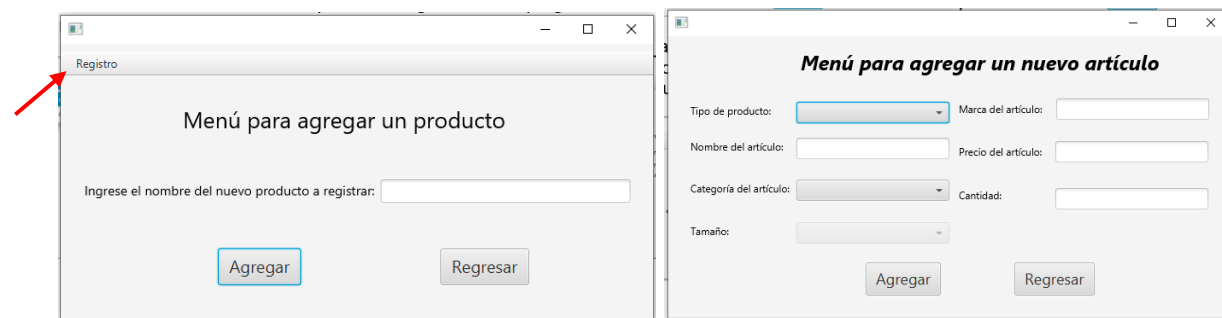 Registro
Menú para agregar un producto
Ingrese el nombre del nuevo producto a registrar:
Agregar
Regresar
Menú para agregar un nuevo artículo
Tipo de producto:
Marca del artículo:
Nombre del artículo:
Precio del artículo:
Categoría del artículo:
Cantidad:
Tamaño:
Agregar
Regresar